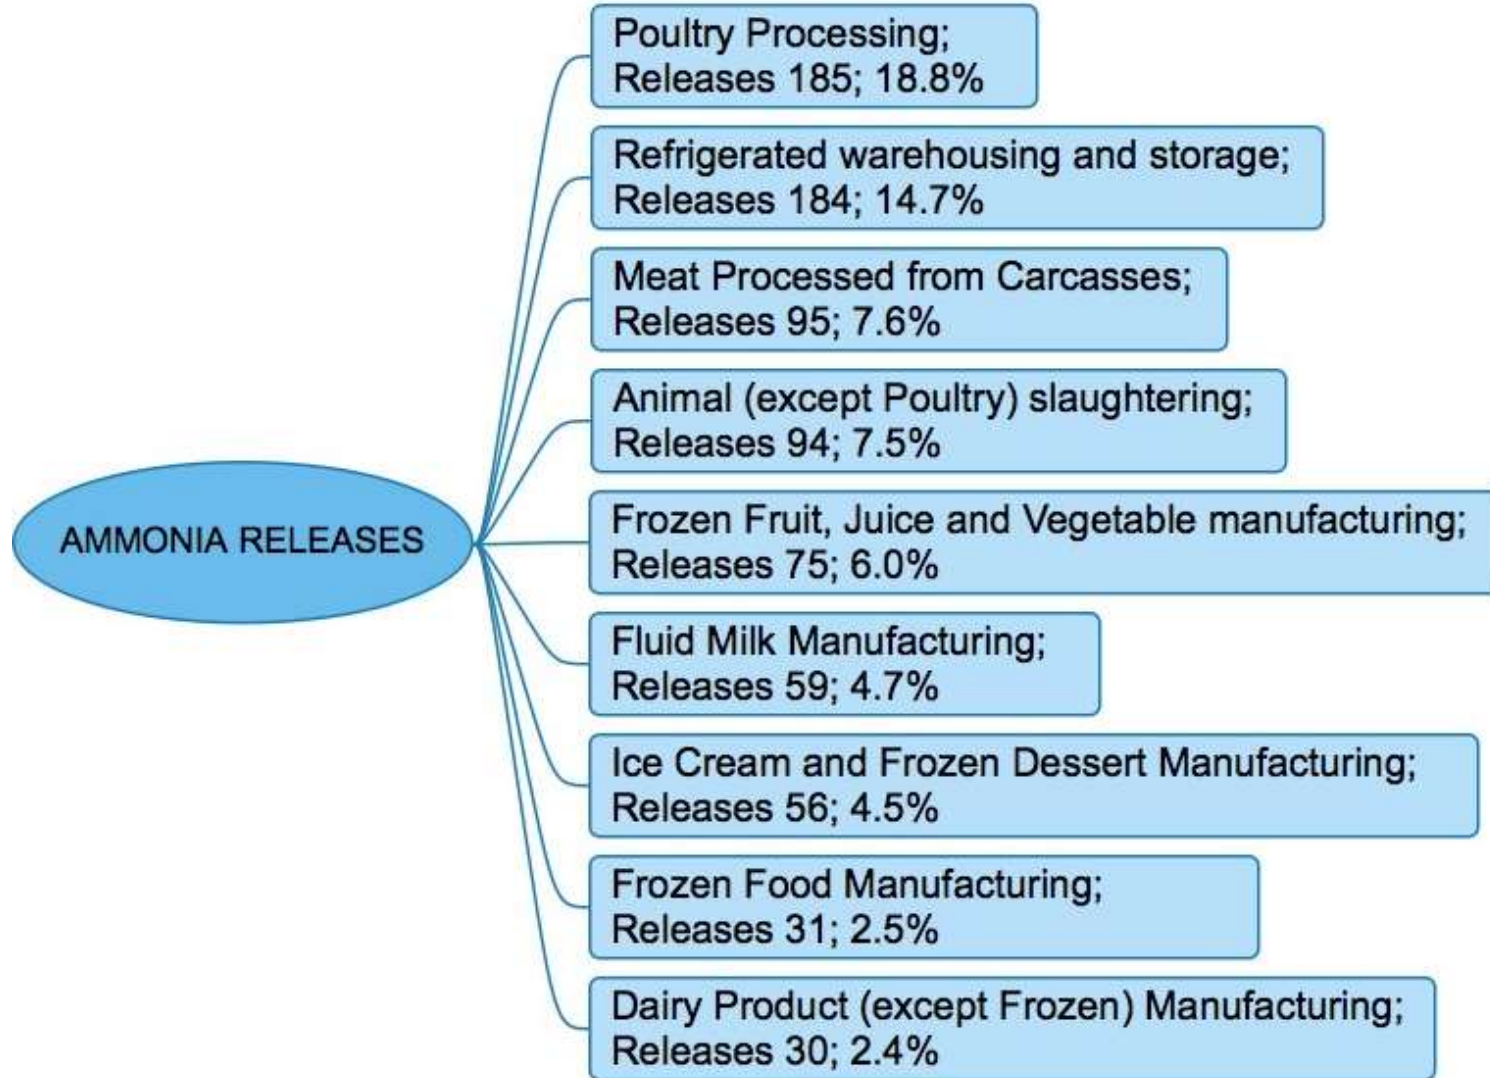 Poultry Processing;
Releases 185; 18.8%
Refrigerated warehousing and storage;
Releases 184; 14.7%
Meat Processed from Carcasses;
Releases 95; 7.6%
Animal (except Poultry) slaughtering;
Releases 94; 7.5%
AMMONIA RELEASES
Frozen Fruit, Juice and Vegetable manufacturing;
Releases 75; 6.0%
Fluid Milk Manufacturing;
Releases 59; 4.7%
Ice Cream and Frozen Dessert Manufacturing;
Releases 56; 4.5%
Frozen Food Manufacturing;
Releases 31; 2.5%
Dairy Product (except Frozen) Manufacturing;
Releases 30; 2.4%